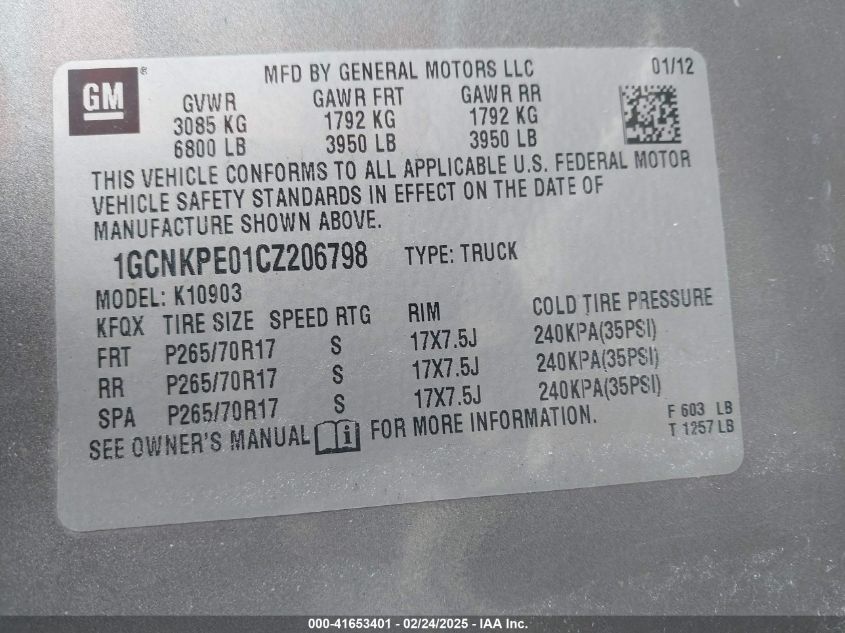 GM® MFD BY GENERAL MOTORS LLC 01/12
GVWR GAWR FRT GAWR RR
3085 KG 1792 KG 1792 KG
6800 LB 3950 LB 3950 LB
THIS VEHICLE CONFORMS TO ALL APPLICABLE U.S. FEDERAL MOTOR
VEHICLE SAFETY STANDARDS IN EFFECT ON THE DATE OF
MANUFACTURE SHOWN ABOVE.
1GCNKPE01CZ206798 TYPE: TRUCK
MODEL: K10903
KFQX TIRE SIZE SPEED RTG RIM COLD TIRE PRESSURE
FRT P265/70R17 S 17X7.5J 240KPA(35PSI)
RR P265/70R17 S 17X7.5J 240KPA(35PSI)
SPA P265/70R17 S 17X7.5J 240KPA(35PSI)
SEE OWNER'S MANUAL i FOR MORE INFORMATION.
F 603 LB
T 1257 LB
000-41653401 - 02/24/2025 - IAA Inc.